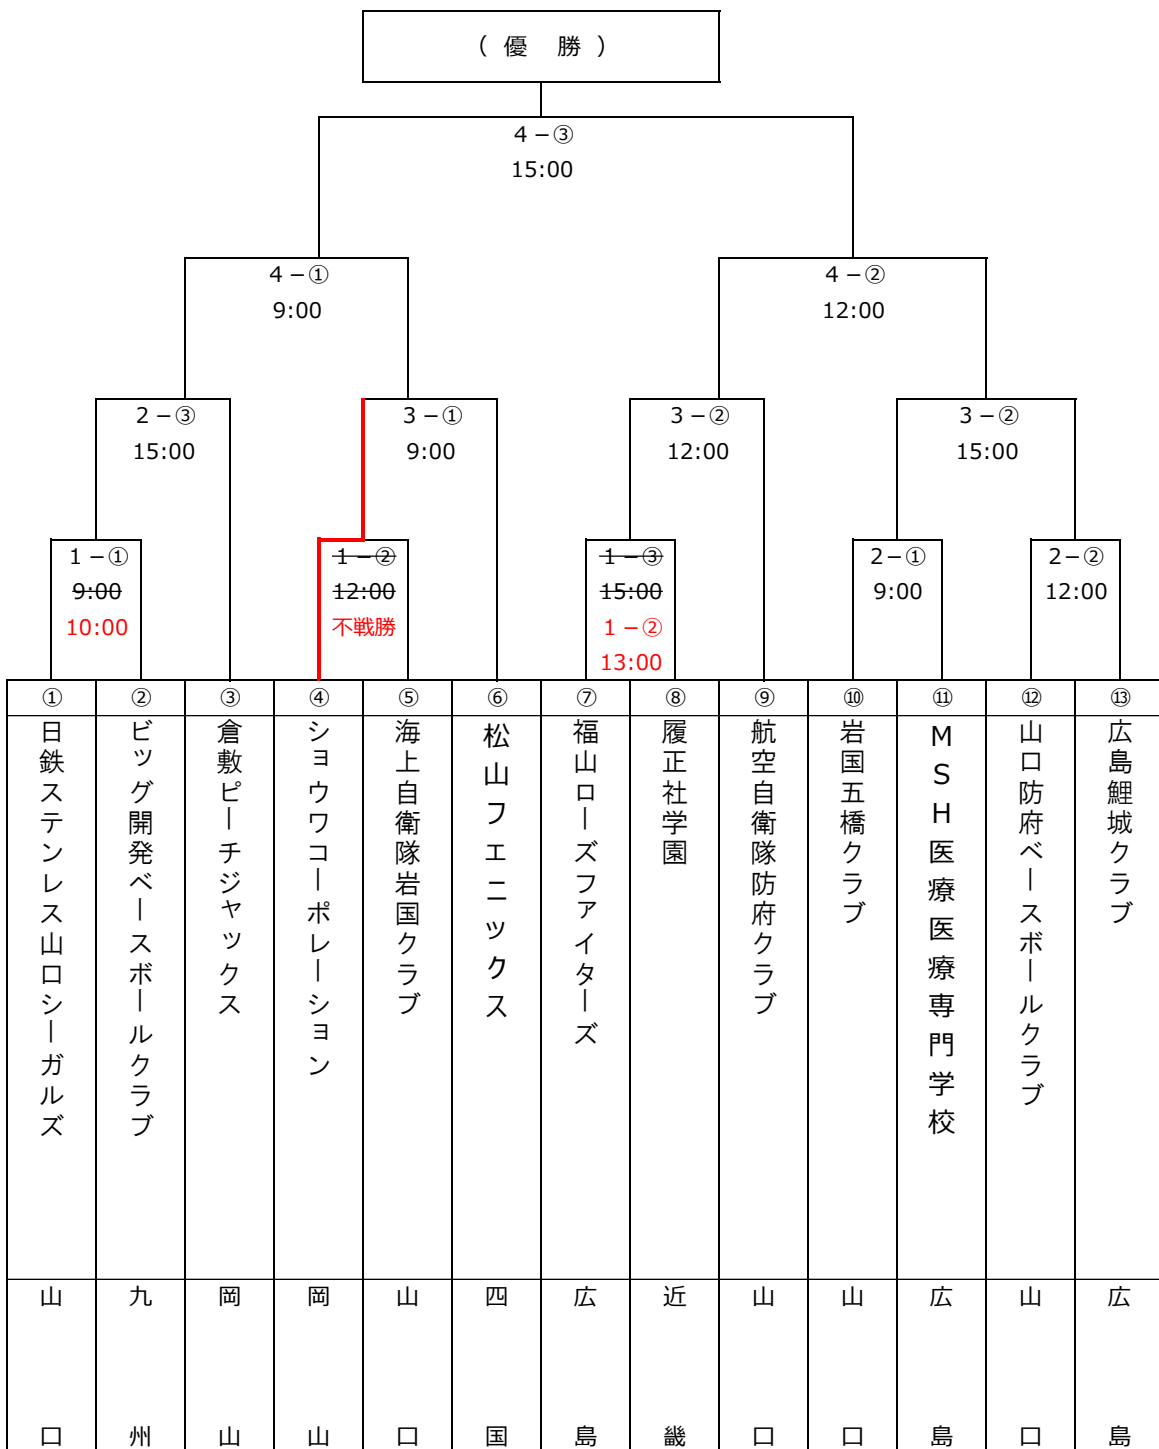 ( 優 勝 )
4－③
15:00
4－①
9:00
4－②
12:00
2－③
15:00
3－①
9:00
3－②
12:00
3－②
15:00
1－①
9:00
10:00
1－②
12:00
不戦勝
1－③
15:00
1－②
13:00
2－①
9:00
2－②
12:00
① ② ③ ④ ⑤ ⑥ ⑦ ⑧ ⑨ ⑩ ⑪ ⑫ ⑬
日鉄ステンレス山口シーガルズ
ビッグ開発ベースボールクラブ
倉敷ピーチジャックス
ショウワコーポレーション
海上自衛隊岩国クラブ
松山フェニックス
福山ローズファイターズ
履正社学園
航空自衛隊防府クラブ
岩国五橋クラブ
MSH医療医療専門学校
山口防府ベースボールクラブ
広島鯉城クラブ
山口
九州
岡山
岡山
山口
四国
広島
近畿
山口
山口
広島
山口
広島